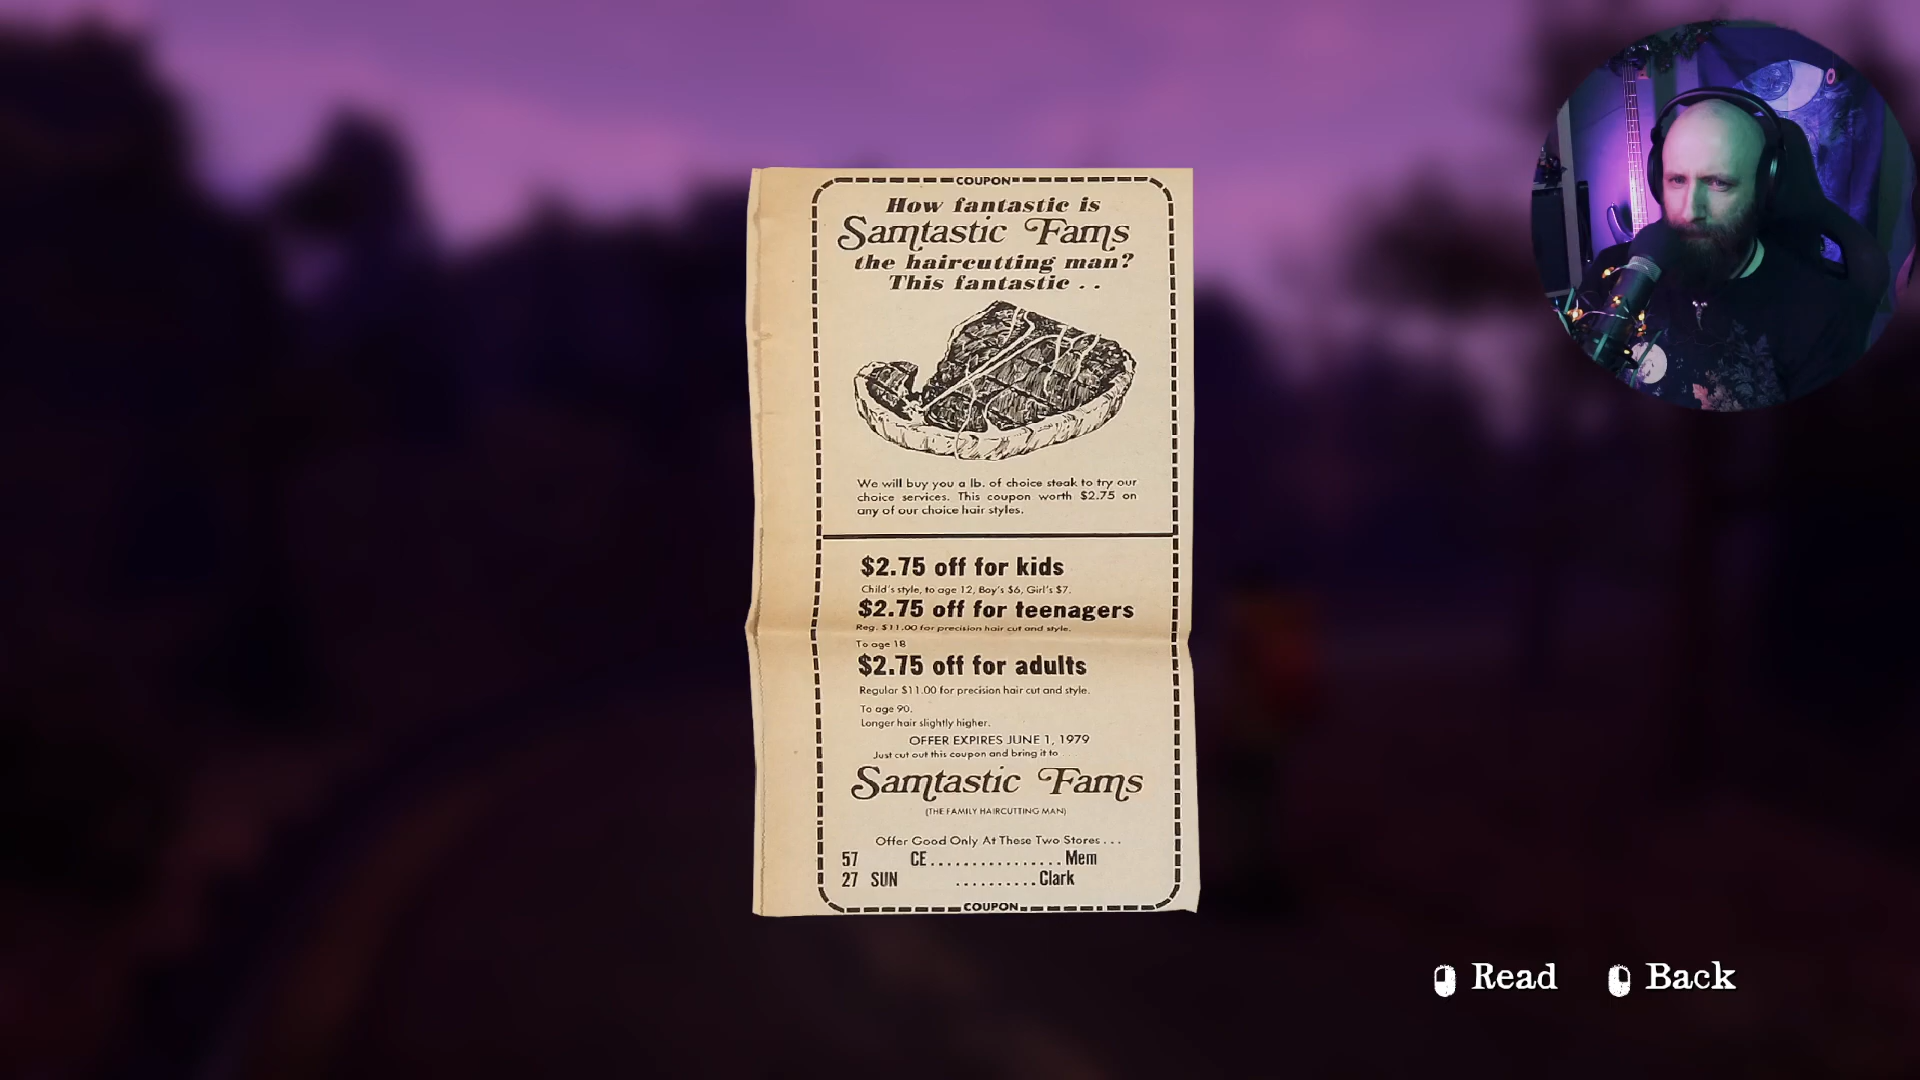 COUPON
How fantastic is
Samtastic Fams
the haircutting man?
This fantastic . .
We will buy you a lb. of choice steak to try our
choice services. This coupon worth $2.75 on
any of our choice hair styles.
$2.75 off for kids
Child's style, to age 12, Boy's $6, Girl's $7.
$2.75 off for teenagers
Reg. $11.00 for precision hair cut and style.
To age 18
$2.75 off for adults
Regular $11.00 for precision hair cut and style.
To age 90.
Longer hair slightly higher.
OFFER EXPIRES JUNE 1, 1979
Just cut out this coupon and bring it to
Samtastic Fams
(THE FAMILY HAIRCUTTING MAN)
Offer Good Only At These Two Stores . . .
57 CE................Mem
27 SUN ..........Clark
COUPON
Read Back